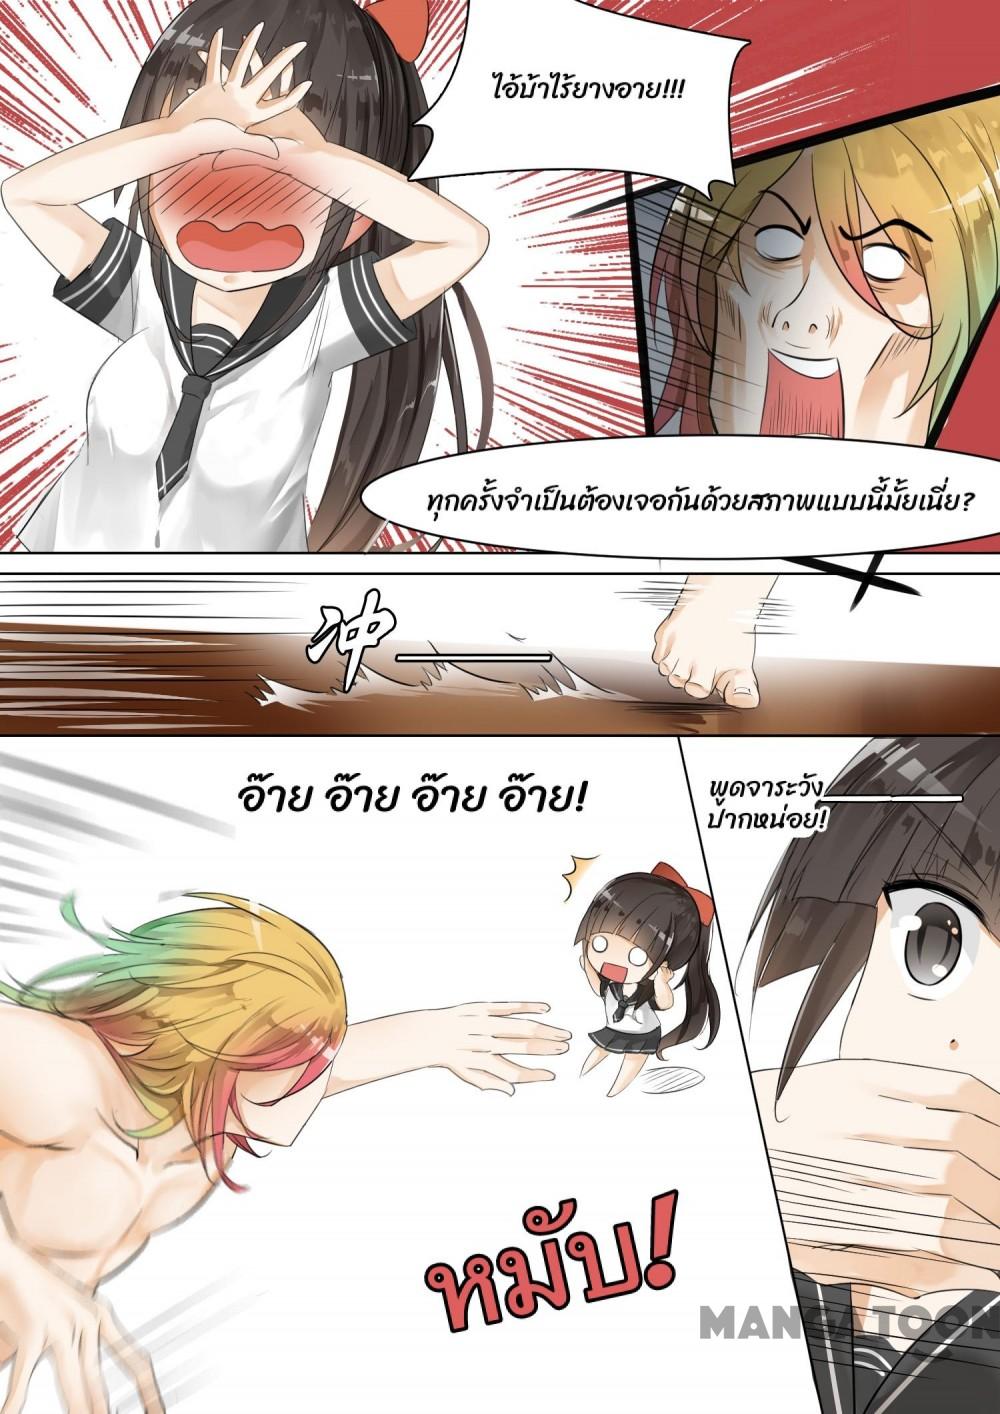 ไอ้บ้าไร้ยางอาย!!!
ทุกครั้งจำเป็นต้องเจอกันด้วยสภาพแบบนี้มั้ยเนี่ย?
冲——
อ๊าย อ๊าย อ๊าย อ๊าย!
พูดจาระวัง
ปากหน่อย!
หมับ!
MANGATOON